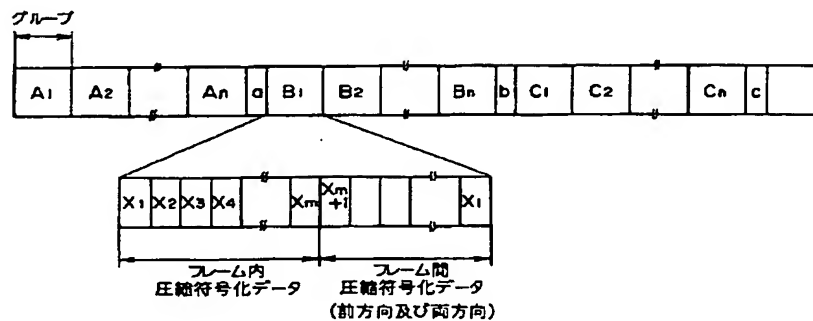 グループ
A1 A2 An a B1 B2 Bn b C1 C2 Cn c
X1 X2 X3 X4 Xm Xm+1 Xl
フレーム内 フレーム間
圧縮符号化データ 圧縮符号化データ
(前方向及び両方向)